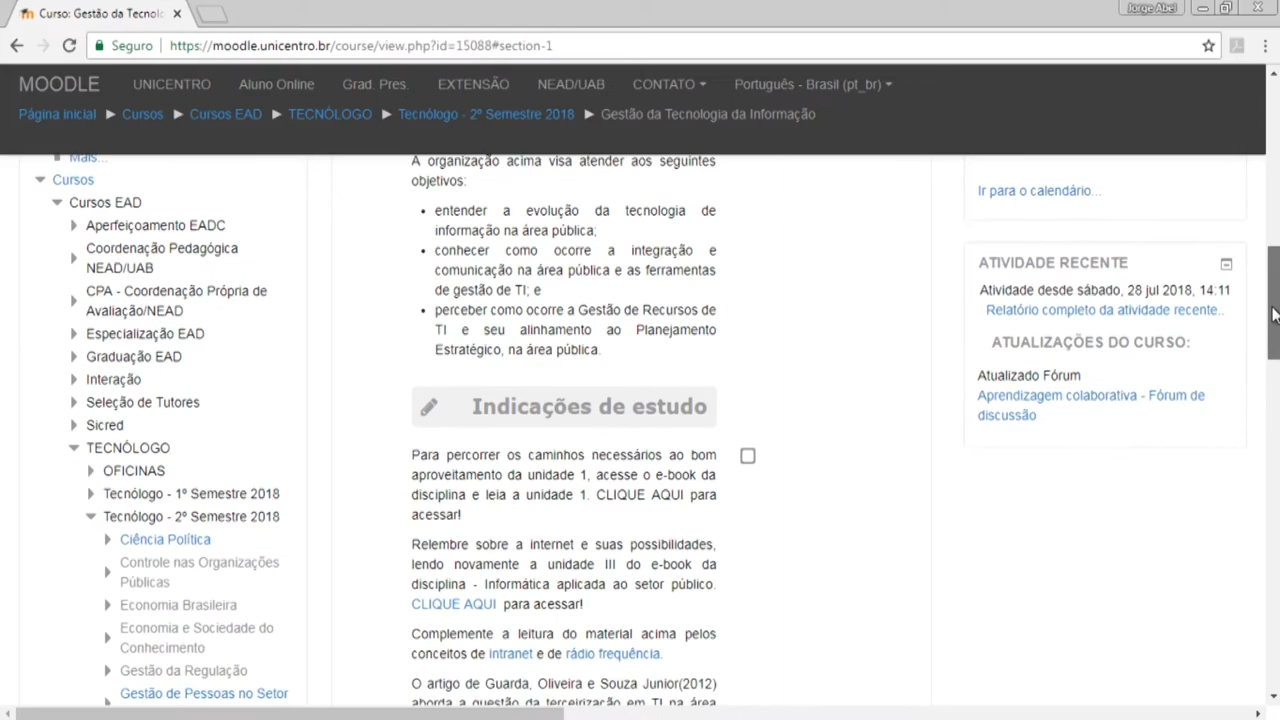 Curso: Gestão da Tecnolo
Jorge Abel
Seguro
https://moodle.unicentro.br/course/view.php?id=15088#section-1
MOODLE UNICENTRO Aluno Online Grad. Pres. EXTENSÃO NEAD/UAB CONTATO Português - Brasil (pt_br)
Página inicial ► Cursos ► Cursos EAD ► TECNÓLOGO ► Tecnólogo - 2º Semestre 2018 ► Gestão da Tecnologia da Informação
Mais...
Cursos
Cursos EAD
Aperfeiçoamento EADC
Coordenação Pedagógica
NEAD/UAB
CPA - Coordenação Própria de
Avaliação/NEAD
Especialização EAD
Graduação EAD
Interação
Seleção de Tutores
Sicred
TECNÓLOGO
OFICINAS
Tecnólogo - 1º Semestre 2018
Tecnólogo - 2º Semestre 2018
Ciência Política
Controle nas Organizações
Públicas
Economia Brasileira
Economia e Sociedade do
Conhecimento
Gestão da Regulação
Gestão de Pessoas no Setor
A organização acima visa atender aos seguintes
objetivos:
• entender a evolução da tecnologia de
informação na área pública;
• conhecer como ocorre a integração e
comunicação na área pública e as ferramentas
de gestão de TI; e
• perceber como ocorre a Gestão de Recursos de
TI e seu alinhamento ao Planejamento
Estratégico, na área pública.
Indicações de estudo
Para percorrer os caminhos necessários ao bom
aproveitamento da unidade 1, acesse o e-book da
disciplina e leia a unidade 1. CLIQUE AQUI para
acessar!
Relembre sobre a internet e suas possibilidades,
lendo novamente a unidade III do e-book da
disciplina - Informática aplicada ao setor público.
CLIQUE AQUI para acessar!
Complemente a leitura do material acima pelos
conceitos de intranet e de rádio frequência.
O artigo de Guarda, Oliveira e Souza Junior(2012)
aborda a questão da terceirização em TI na área
Ir para o calendário...
ATIVIDADE RECENTE
Atividade desde sábado, 28 jul 2018, 14:11
Relatório completo da atividade recente..
ATUALIZAÇÕES DO CURSO:
Atualizado Fórum
Aprendizagem colaborativa - Fórum de
discussão